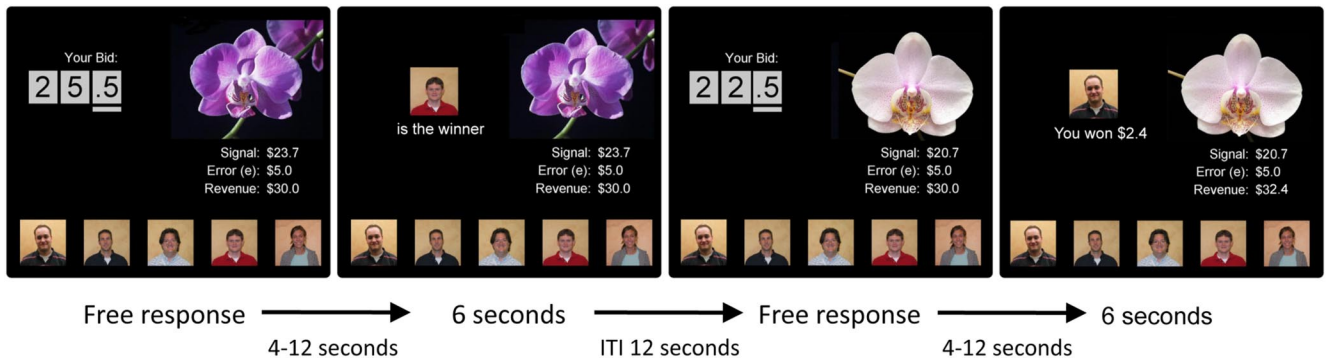 Your Bid:
2 5 .5
Signal: $23.7
Error (e): $5.0
Revenue: $30.0
is the winner
Signal: $23.7
Error (e): $5.0
Revenue: $30.0
Your Bid:
2 2 .5
Signal: $20.7
Error (e): $5.0
Revenue: $30.0
You won $2.4
Signal: $20.7
Error (e): $5.0
Revenue: $32.4
Free response
4-12 seconds
6 seconds
ITI 12 seconds
Free response
4-12 seconds
6 seconds